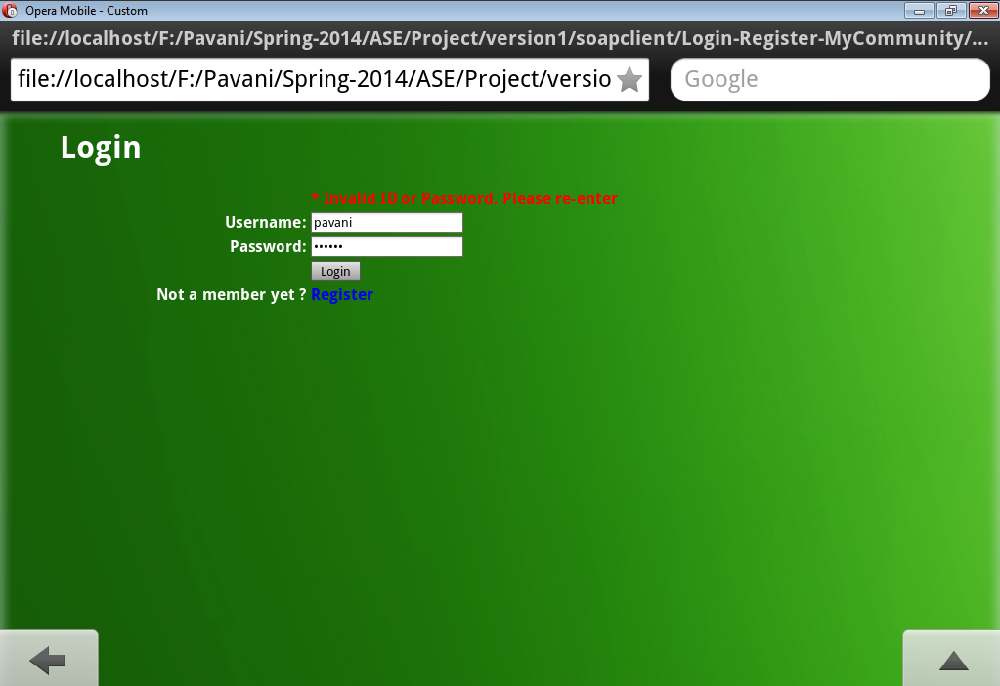 Opera Mobile - Custom
file://localhost/F:/Pavani/Spring-2014/ASE/Project/version1/soapclient/Login-Register-MyCommunity/...
file://localhost/F:/Pavani/Spring-2014/ASE/Project/versio
Google
Login
* Invalid ID or Password. Please re-enter
Username: pavani
Password: ••••••
Login
Not a member yet ? Register